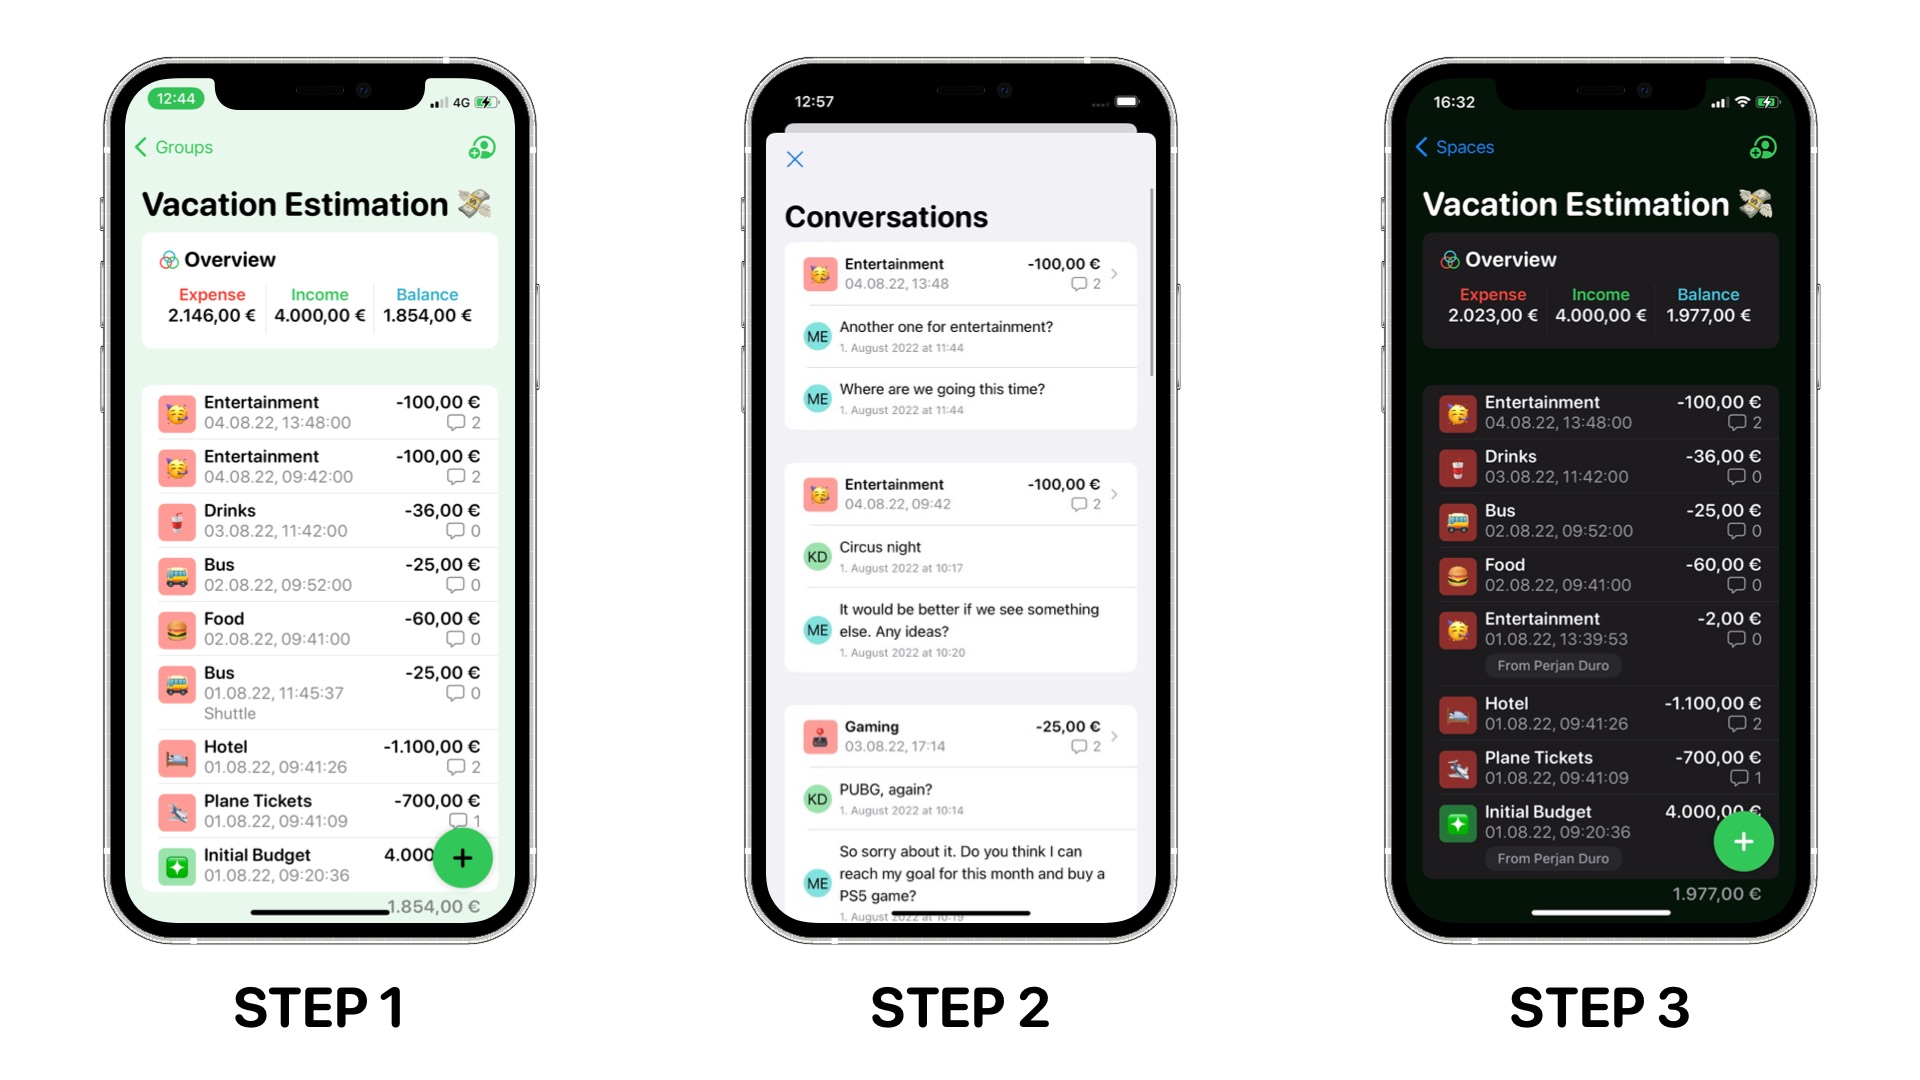 12:44
4G
Groups
Vacation Estimation
Overview
Expense Income Balance
2.146,00 € 4.000,00 € 1.854,00 €
Entertainment -100,00 €
04.08.22, 13:48:00 2
Entertainment -100,00 €
04.08.22, 09:42:00 2
Drinks -36,00 €
03.08.22, 11:42:00 0
Bus -25,00 €
02.08.22, 09:52:00 0
Food -60,00 €
02.08.22, 09:41:00 0
Bus -25,00 €
01.08.22, 11:45:37 0
Shuttle
Hotel -1.100,00 €
01.08.22, 09:41:26 2
Plane Tickets -700,00 €
01.08.22, 09:41:09 1
Initial Budget 4.000
01.08.22, 09:20:36
1.854,00 €
STEP 1
12:57
Conversations
Entertainment -100,00 €
04.08.22, 13:48 2
ME Another one for entertainment?
1. August 2022 at 11:44
ME Where are we going this time?
1. August 2022 at 11:44
Entertainment -100,00 €
04.08.22, 09:42 2
KD Circus night
1. August 2022 at 10:17
It would be better if we see something
ME else. Any ideas?
1. August 2022 at 10:20
Gaming -25,00 €
03.08.22, 17:14 2
KD PUBG, again?
1. August 2022 at 10:14
So sorry about it. Do you think I can
ME reach my goal for this month and buy a
PS5 game?
1. August 2022 at 10:19
STEP 2
16:32
Spaces
Vacation Estimation
Overview
Expense Income Balance
2.023,00 € 4.000,00 € 1.977,00 €
Entertainment -100,00 €
04.08.22, 13:48:00 2
Drinks -36,00 €
03.08.22, 11:42:00 0
Bus -25,00 €
02.08.22, 09:52:00 0
Food -60,00 €
02.08.22, 09:41:00 0
Entertainment -2,00 €
01.08.22, 13:39:53 0
From Perjan Duro
Hotel -1.100,00 €
01.08.22, 09:41:26 2
Plane Tickets -700,00 €
01.08.22, 09:41:09 1
Initial Budget 4.000,00 €
01.08.22, 09:20:36
From Perjan Duro
1.977,00 €
STEP 3